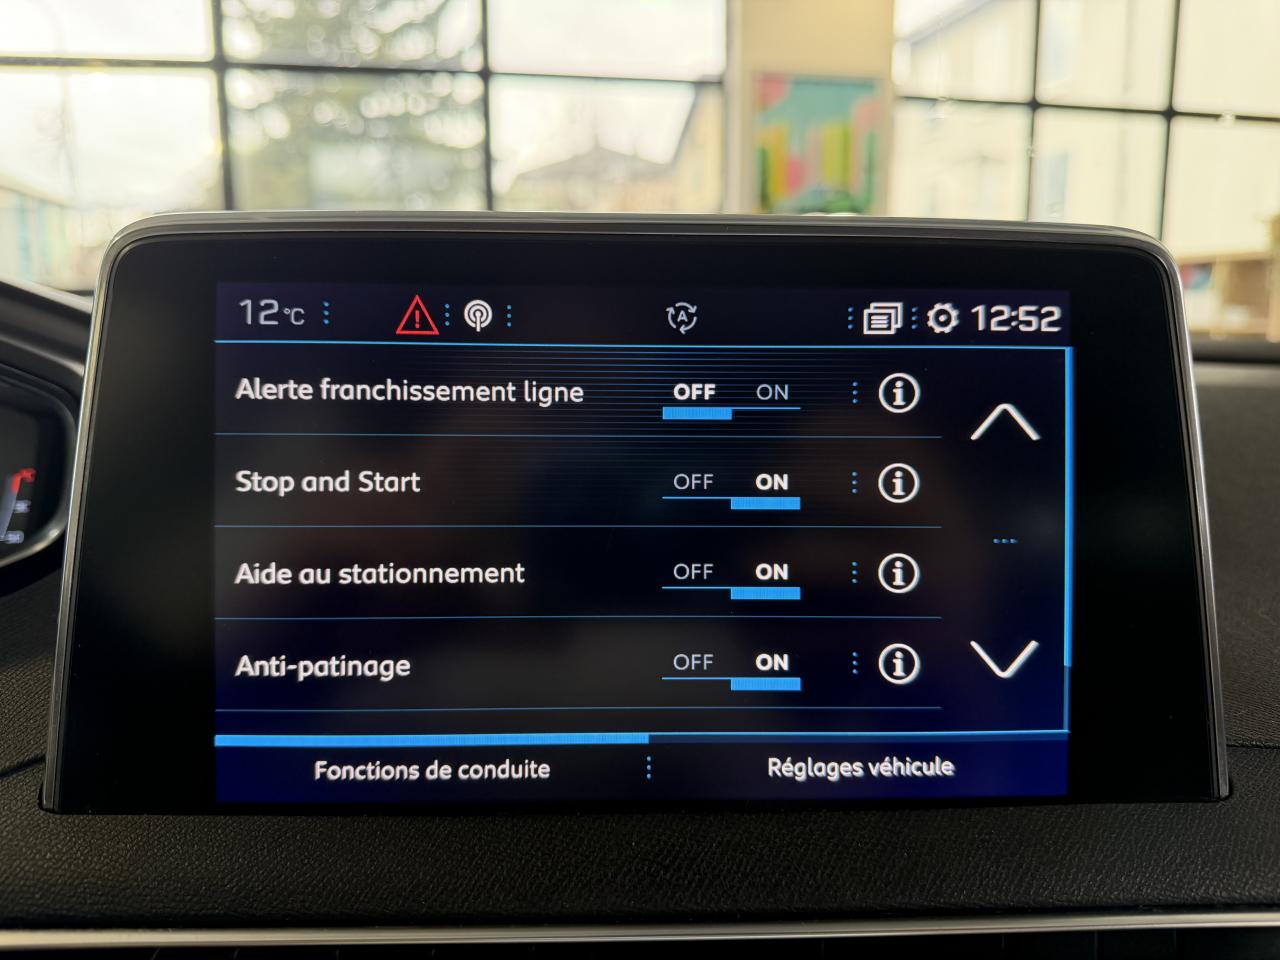 12°C
A
12:52
Alerte franchissement ligne OFF ON
Stop and Start OFF ON
Aide au stationnement OFF ON
Anti-patinage OFF ON
Fonctions de conduite
Réglages véhicule